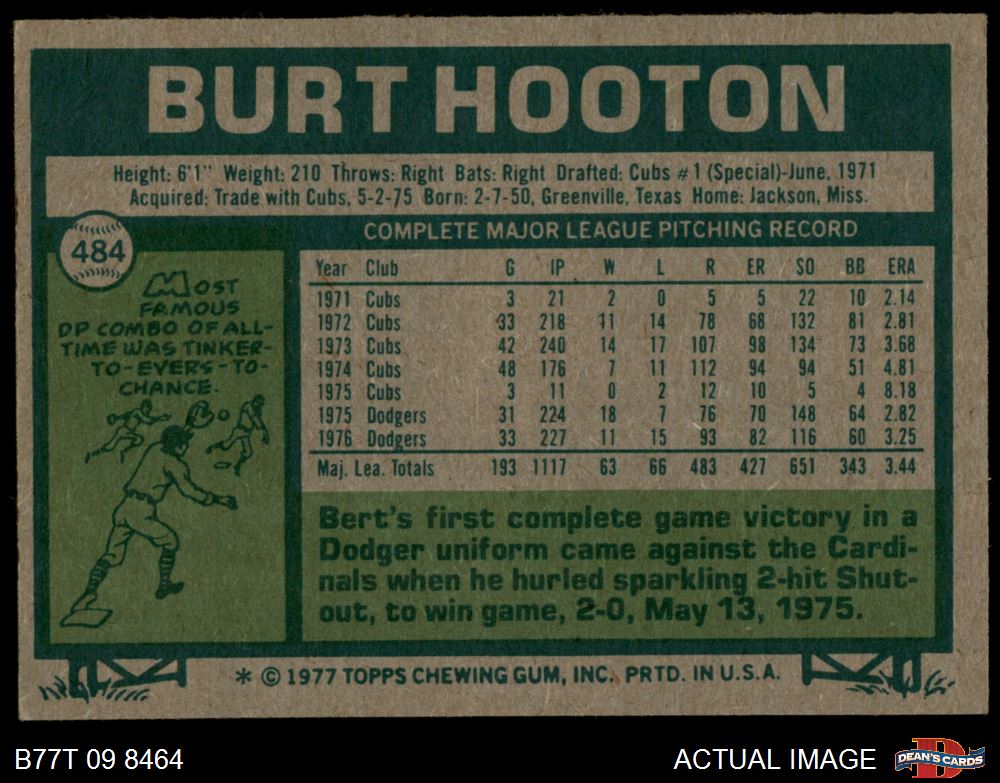 BURT HOOTON
Height: 6'1" Weight: 210 Throws: Right Bats: Right Drafted: Cubs #1 (Special)-June, 1971
Acquired: Trade with Cubs, 5-2-75 Born: 2-7-50, Greenville, Texas Home: Jackson, Miss.
484
MOST
FAMOUS
DP COMBO OF ALL-
TIME WAS TINKER-
TO-EVERS-TO-
CHANCE.
COMPLETE MAJOR LEAGUE PITCHING RECORD
Year Club G IP W L R ER SO BB ERA
1971 Cubs 3 21 2 0 5 5 22 10 2.14
1972 Cubs 33 218 11 14 78 68 132 81 2.81
1973 Cubs 42 240 14 17 107 98 134 73 3.68
1974 Cubs 48 176 7 11 112 94 94 51 4.81
1975 Cubs 3 11 0 2 12 10 5 4 8.18
1975 Dodgers 31 224 18 7 76 70 148 64 2.82
1976 Dodgers 33 227 11 15 93 82 116 60 3.25
Maj. Lea. Totals 193 1117 63 66 483 427 651 343 3.44
Bert's first complete game victory in a
Dodger uniform came against the Cardi-
nals when he hurled sparkling 2-hit Shut-
out, to win game, 2-0, May 13, 1975.
* © 1977 TOPPS CHEWING GUM, INC. PRTD. IN U.S.A.
B77T 09 8464
ACTUAL IMAGE
D
DEAN'S CARDS